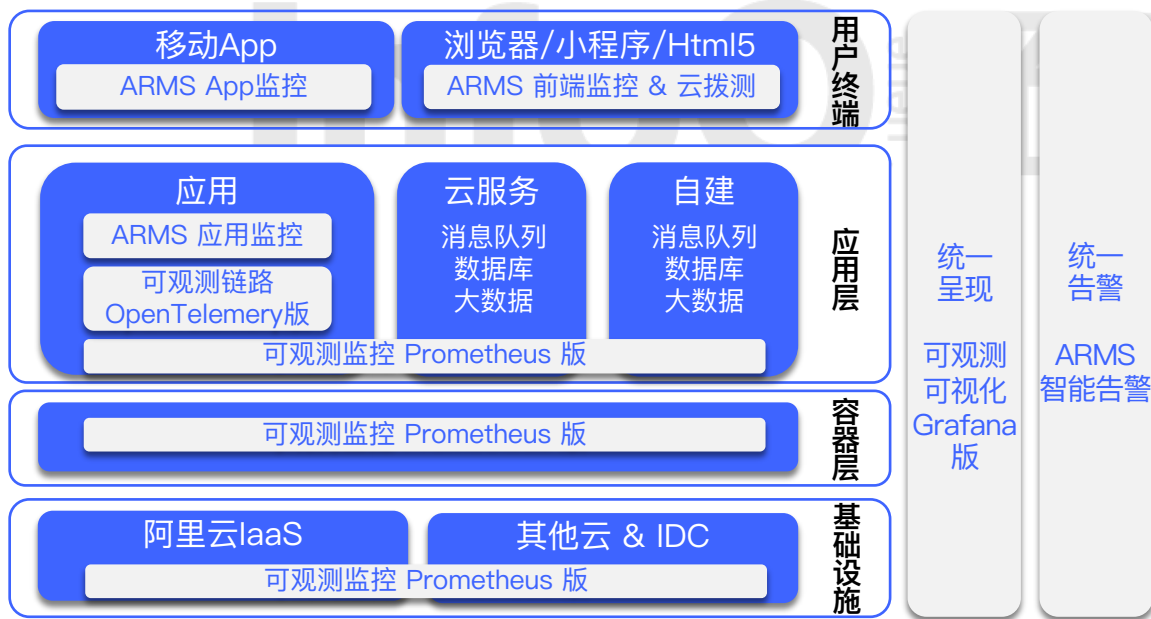 移动App
ARMS App监控
浏览器/小程序/Html5
ARMS 前端监控 & 云拨测
用户终端
应用
ARMS 应用监控
可观测链路
OpenTelemery版
云服务
消息队列
数据库
大数据
自建
消息队列
数据库
大数据
可观测监控 Prometheus 版
应用层
可观测监控 Prometheus 版
容器层
阿里云IaaS
其他云 & IDC
可观测监控 Prometheus 版
基础设施
统一
呈现
可观测
可视化
Grafana
版
统一
告警
ARMS
智能告警